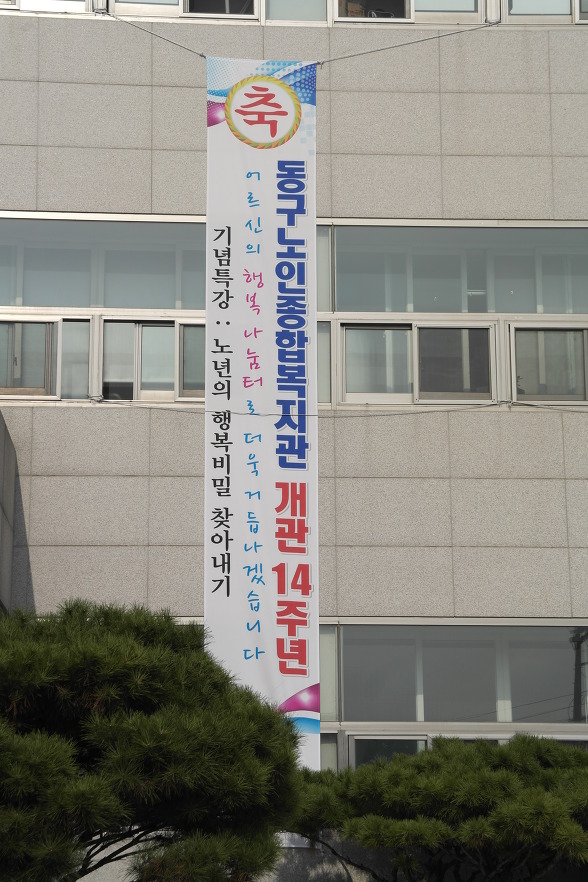 축
동구노인종합복지관 개관 14주년
어르신의 행복 나눔터로 더욱 거듭나겠습니다
기념특강 : 노년의 행복비밀 찾아내기